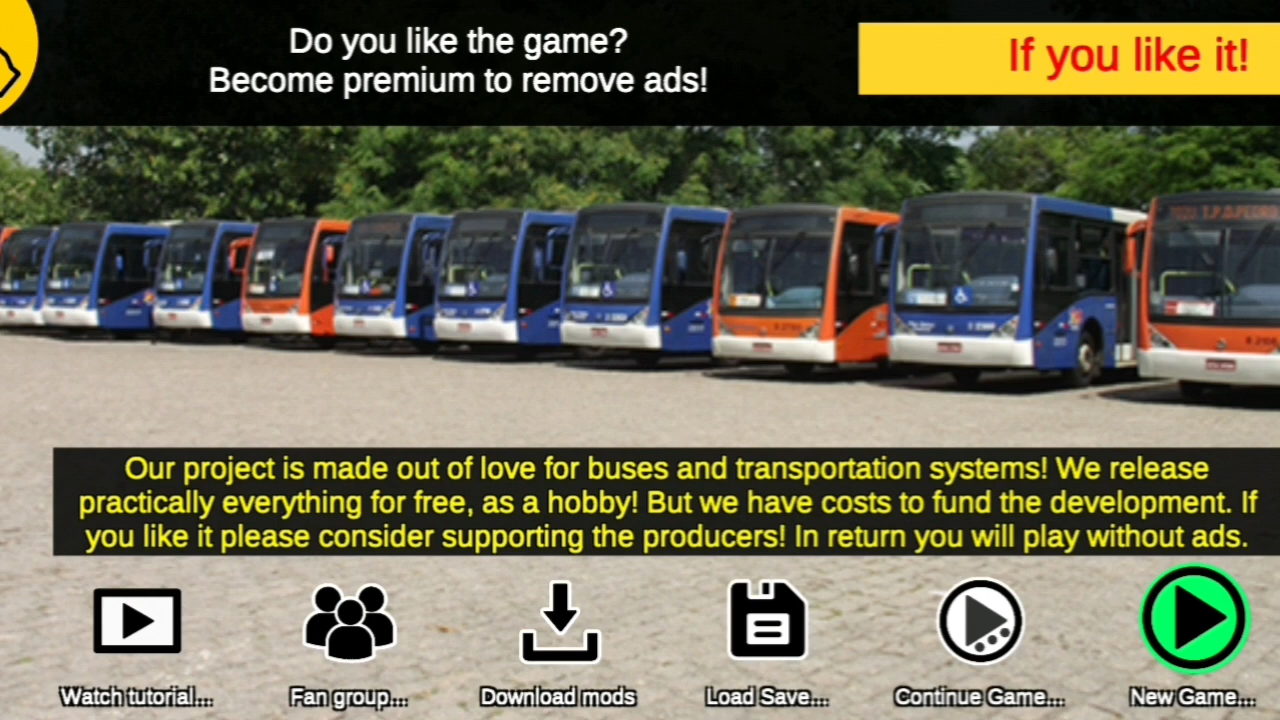 Do you like the game?
Become premium to remove ads!
If you like it!
Our project is made out of love for buses and transportation systems! We release
practically everything for free, as a hobby! But we have costs to fund the development. If
you like it please consider supporting the producers! In return you will play without ads.
Watch tutorial...
Fan group...
Download mods
Load Save...
Continue Game...
New Game...